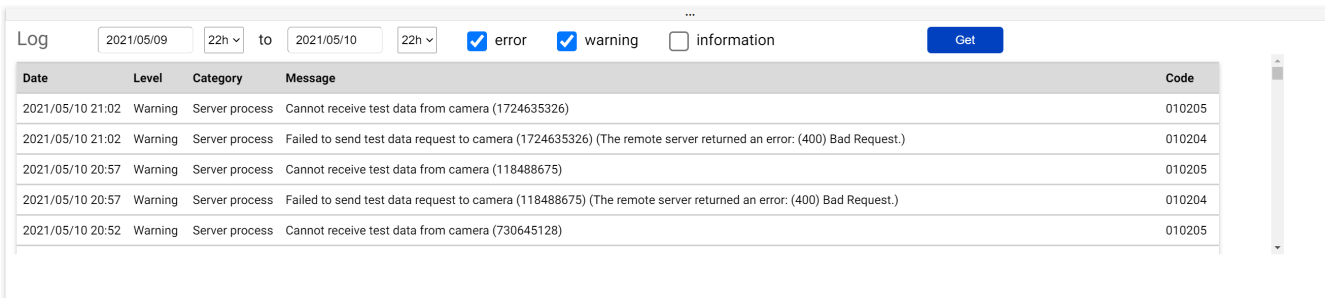 ...
Log 2021/05/09 22h to 2021/05/10 22h error warning information Get
Date Level Category Message Code
2021/05/10 21:02 Warning Server process Cannot receive test data from camera (1724635326) 010205
2021/05/10 21:02 Warning Server process Failed to send test data request to camera (1724635326) (The remote server returned an error: (400) Bad Request.) 010204
2021/05/10 20:57 Warning Server process Cannot receive test data from camera (118488675) 010205
2021/05/10 20:57 Warning Server process Failed to send test data request to camera (118488675) (The remote server returned an error: (400) Bad Request.) 010204
2021/05/10 20:52 Warning Server process Cannot receive test data from camera (730645128) 010205